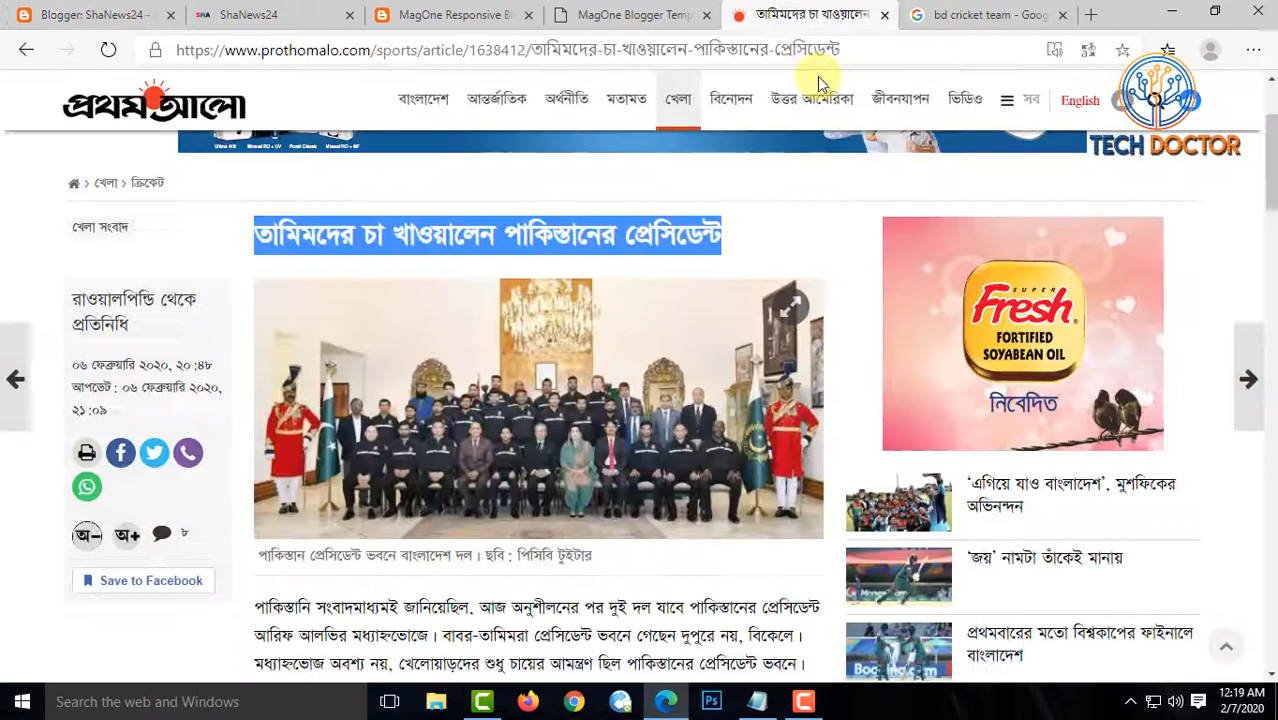 Blogger: ShaNews24 -
ShaNews24
MagOne Responsive Bl
MagOne Blogger Temp
তামিমদের চা খাওয়ালেন
bd cricket team - Goog
https://www.prothomalo.com/sports/article/1638412/তামিমদের-চা-খাওয়ালেন-পাকিস্তানের-প্রেসিডেন্ট
প্রথম আলো
বাংলাদেশ আন্তর্জাতিক অর্থনীতি মতামত খেলা বিনোদন উত্তর আমেরিকা জীবনযাপন ভিডিও সব English
TECH DOCTOR
খেলা ক্রিকেট
খেলা সংবাদ
তামিমদের চা খাওয়ালেন পাকিস্তানের প্রেসিডেন্ট
রাওয়ালপিন্ডি থেকে
প্রতিনিধি
০৬ ফেব্রুয়ারি ২০২০, ২০:৪৮
আপডেট : ০৬ ফেব্রুয়ারি ২০২০,
২১:০৯
অ- অ+ ৮
Save to Facebook
পাকিস্তান প্রেসিডেন্ট ভবনে বাংলাদেশ দল। ছবি : পিসিবি টুইটার
পাকিস্তানি সংবাদমাধ্যমই জানিয়েছিল, আজ অনুশীলনের পর দুই দল যাবে পাকিস্তানের প্রেসিডেন্ট
আরিফ আলভির মধ্যাহ্নভোজে। বাবর-তামিমরা প্রেসিডেন্ট ভবনে গেছেন দুপুরে নয়, বিকেলে।
মধ্যাহ্নভোজ অবশ্য নয়, খেলোয়াড়দের শুধু চায়ের আমন্ত্রণ ছিল পাকিস্তানের প্রেসিডেন্ট ভবনে।
SUPER
Fresh
FORTIFIED
SOYABEAN OIL
নিবেদিত
‘এগিয়ে যাও বাংলাদেশ’, মুশফিকের
অভিনন্দন
‘জয়’ নামটা তাঁকেই মানায়
প্রথমবারের মতো বিশ্বকাপের ফাইনালে
বাংলাদেশ
Search the web and Windows
12:19 AM
2/7/2020